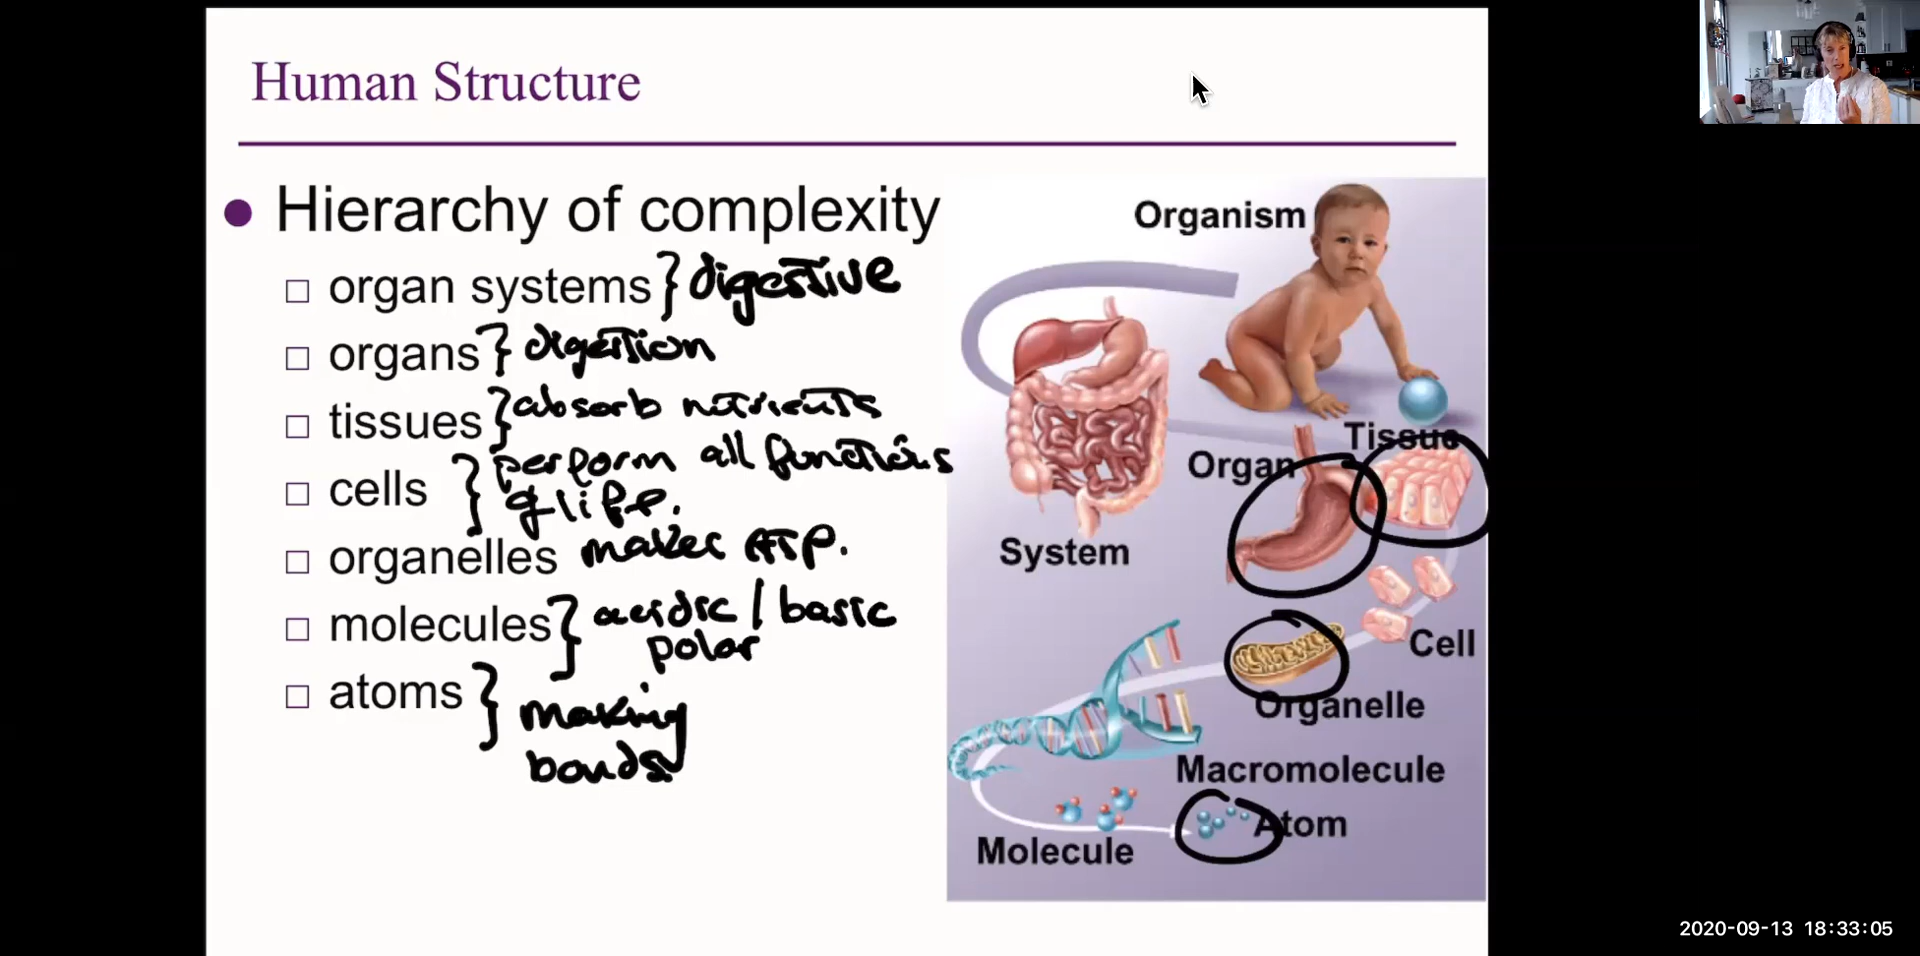 Human Structure
Hierarchy of complexity
organ systems } digestive
organs } digestion
tissues } absorb nutrients
cells } perform all functions
of life.
organelles makes ATP.
molecules } acidic / basic
polar
atoms } making
bonds.
Organism
Tissue
Organ
System
Cell
Organelle
Macromolecule
Atom
Molecule
2020-09-13 18:33:05